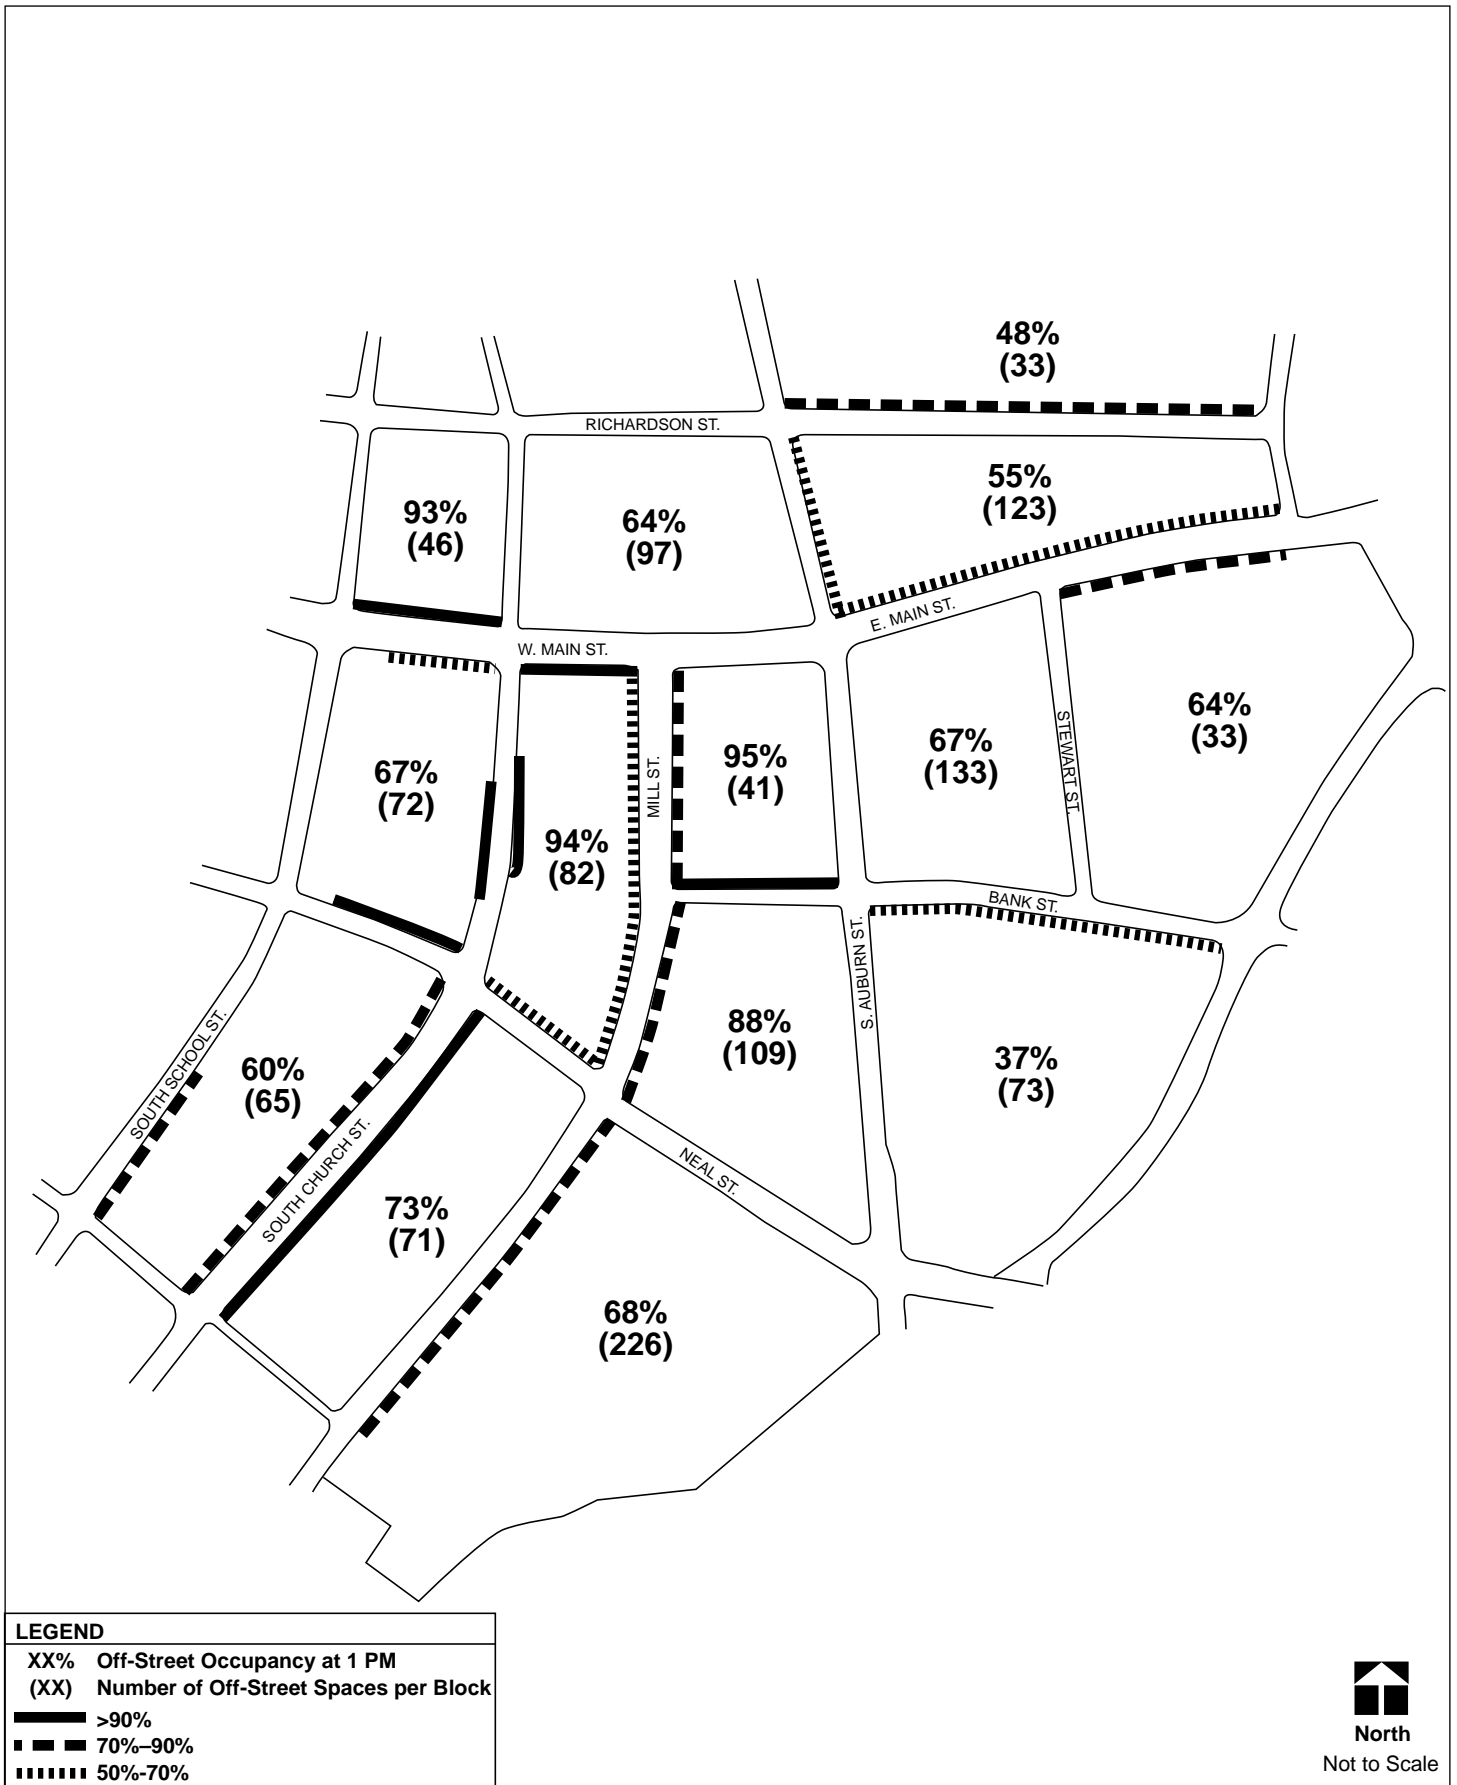 48%
(33)
RICHARDSON ST.
55%
(123)
93%
(46)
64%
(97)
E. MAIN ST.
W. MAIN ST.
64%
(33)
STEWART ST.
67%
(133)
95%
(41)
MILL ST.
67%
(72)
94%
(82)
BANK ST.
S. AUBURN ST.
88%
(109)
37%
(73)
SOUTH SCHOOL ST.
60%
(65)
SOUTH CHURCH ST.
NEAL ST.
73%
(71)
68%
(226)
LEGEND
XX% Off-Street Occupancy at 1 PM
(XX) Number of Off-Street Spaces per Block
>90%
70%–90%
50%-70%
North
Not to Scale